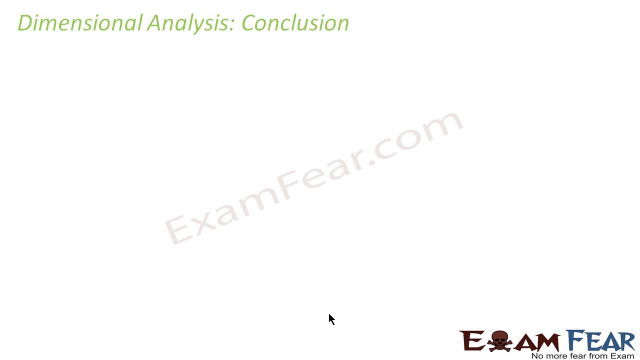 Dimensional Analysis: Conclusion
ExamFear.com
EXAM FEAR
No more fear from Exam